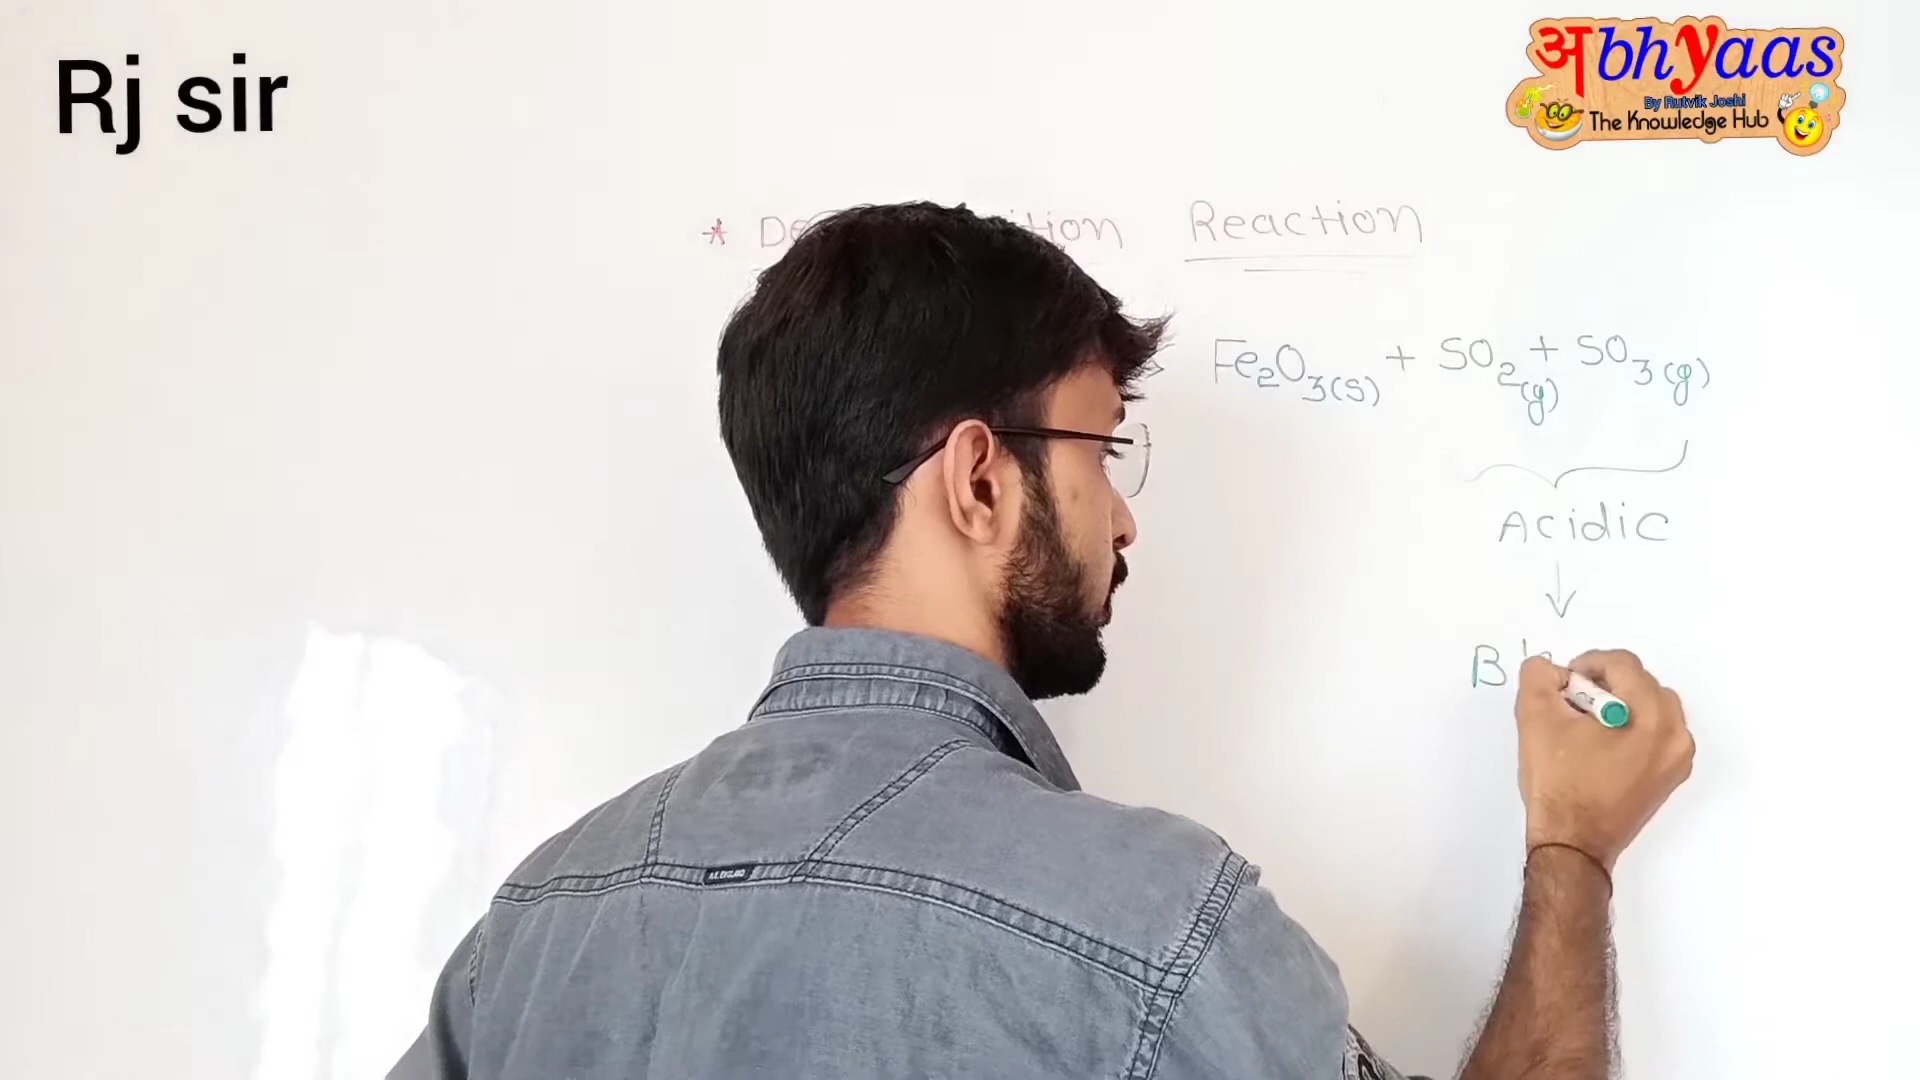 Rj sir
अbhyaas
By Rutvik Joshi
The Knowledge Hub
* De ition Reaction
Fe₂O₃(s) + SO₂(g) + SO₃(g)
Acidic